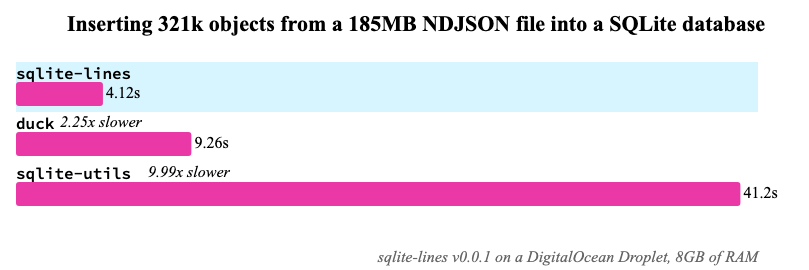 Inserting 321k objects from a 185MB NDJSON file into a SQLite database
sqlite-lines
4.12s
duck 2.25x slower
9.26s
sqlite-utils 9.99x slower
41.2s
sqlite-lines v0.0.1 on a DigitalOcean Droplet, 8GB of RAM